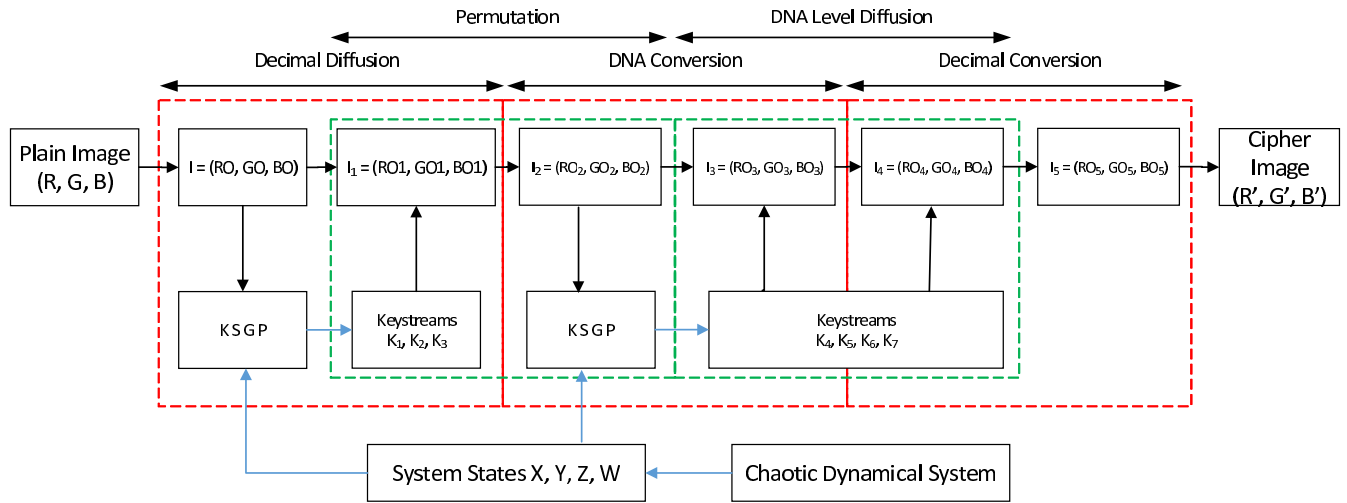 Permutation
DNA Level Diffusion
Decimal Diffusion
DNA Conversion
Decimal Conversion
Plain Image
(R, G, B)
I = (RO, GO, BO)
I₁ = (RO1, GO1, BO1)
I₂ = (RO₂, GO₂, BO₂)
I₃ = (RO₃, GO₃, BO₃)
I₄ = (RO₄, GO₄, BO₄)
I₅ = (RO₅, GO₅, BO₅)
Cipher
Image
(R’, G’, B’)
K S G P
Keystreams
K₁, K₂, K₃
K S G P
Keystreams
K₄, K₅, K₆, K₇
System States X, Y, Z, W
Chaotic Dynamical System